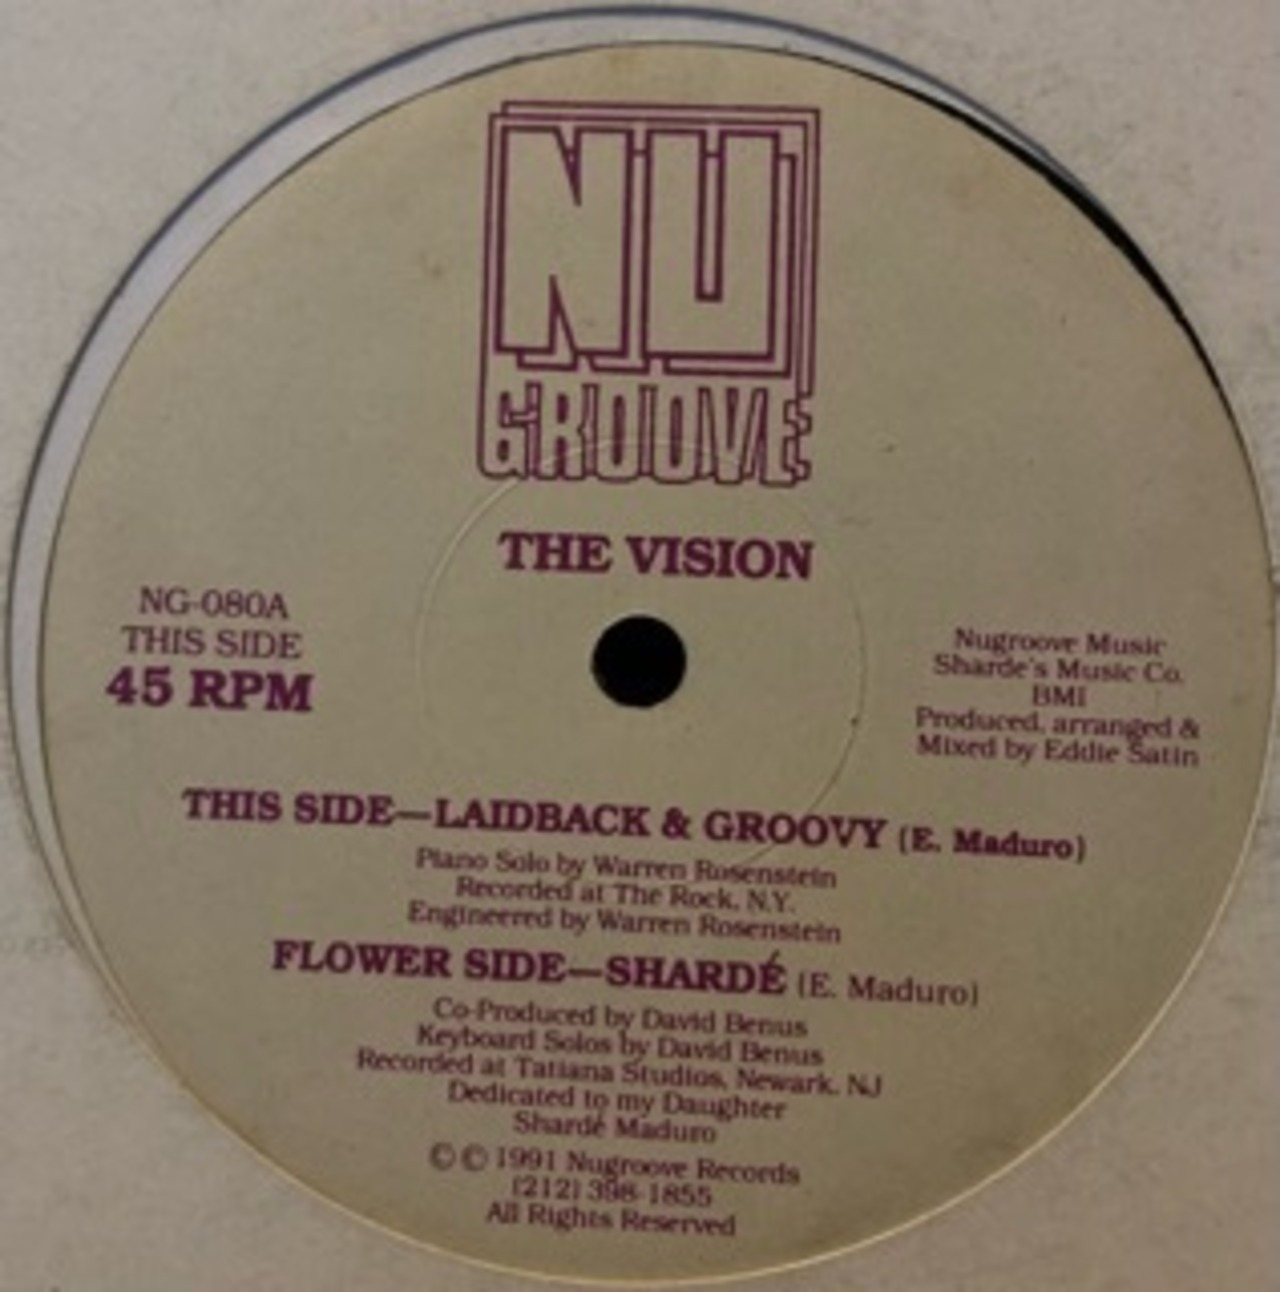 NU
GROOVE
THE VISION
NG-080A
THIS SIDE
45 RPM
Nugroove Music
Shardé's Music Co.
BMI
Produced, arranged &
Mixed by Eddie Satin
THIS SIDE—LAIDBACK & GROOVY (E. Maduro)
Piano Solo by Warren Rosenstein
Recorded at The Rock, N.Y.
Engineered by Warren Rosenstein
FLOWER SIDE—SHARDÉ (E. Maduro)
Co-Produced by David Benus
Keyboard Solos by David Benus
Recorded at Tatiana Studios, Newark, NJ
Dedicated to my Daughter
Shardé Maduro
© © 1991 Nugroove Records
(212) 398-1855
All Rights Reserved